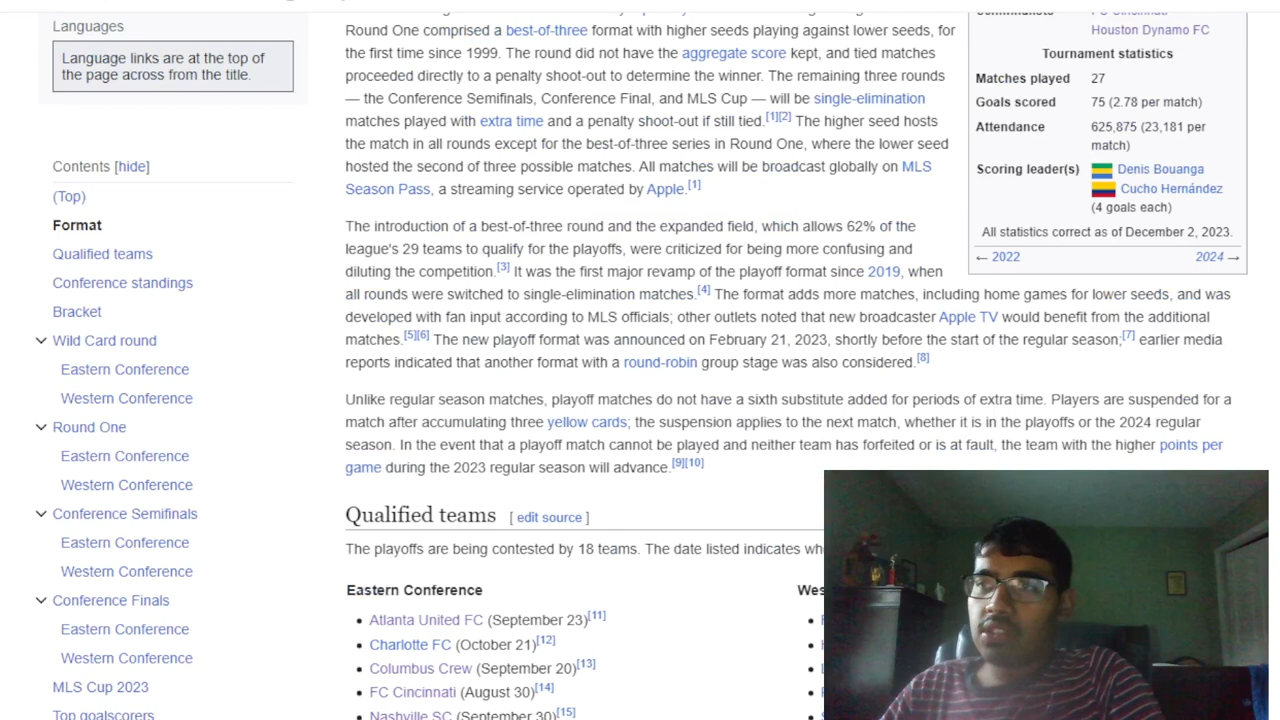 Languages
Language links are at the top of
the page across from the title.
Contents [hide]
(Top)
Format
Qualified teams
Conference standings
Bracket
Wild Card round
Eastern Conference
Western Conference
Round One
Eastern Conference
Western Conference
Conference Semifinals
Eastern Conference
Western Conference
Conference Finals
Eastern Conference
Western Conference
MLS Cup 2023
Top goalscorers
Round One comprised a best-of-three format with higher seeds playing against lower seeds, for
the first time since 1999. The round did not have the aggregate score kept, and tied matches
proceeded directly to a penalty shoot-out to determine the winner. The remaining three rounds
— the Conference Semifinals, Conference Final, and MLS Cup — will be single-elimination
matches played with extra time and a penalty shoot-out if still tied.[1][2] The higher seed hosts
the match in all rounds except for the best-of-three series in Round One, where the lower seed
hosted the second of three possible matches. All matches will be broadcast globally on MLS
Season Pass, a streaming service operated by Apple.[1]
The introduction of a best-of-three round and the expanded field, which allows 62% of the
league's 29 teams to qualify for the playoffs, were criticized for being more confusing and
diluting the competition.[3] It was the first major revamp of the playoff format since 2019, when
all rounds were switched to single-elimination matches.[4] The format adds more matches, including home games for lower seeds, and was
developed with fan input according to MLS officials; other outlets noted that new broadcaster Apple TV would benefit from the additional
matches.[5][6] The new playoff format was announced on February 21, 2023, shortly before the start of the regular season;[7] earlier media
reports indicated that another format with a round-robin group stage was also considered.[8]
Unlike regular season matches, playoff matches do not have a sixth substitute added for periods of extra time. Players are suspended for a
match after accumulating three yellow cards; the suspension applies to the next match, whether it is in the playoffs or the 2024 regular
season. In the event that a playoff match cannot be played and neither team has forfeited or is at fault, the team with the higher points per
game during the 2023 regular season will advance.[9][10]
Qualified teams [ edit source ]
The playoffs are being contested by 18 teams. The date listed indicates
Eastern Conference
• Atlanta United FC (September 23)[11]
• Charlotte FC (October 21)[12]
• Columbus Crew (September 20)[13]
• FC Cincinnati (August 30)[14]
• Nashville SC (September 30)[15]
Houston Dynamo FC
Tournament statistics
Matches played 27
Goals scored 75 (2.78 per match)
Attendance 625,875 (23,181 per
match)
Scoring leader(s) Denis Bouanga
Cucho Hernández
(4 goals each)
All statistics correct as of December 2, 2023.
← 2022 2024 →